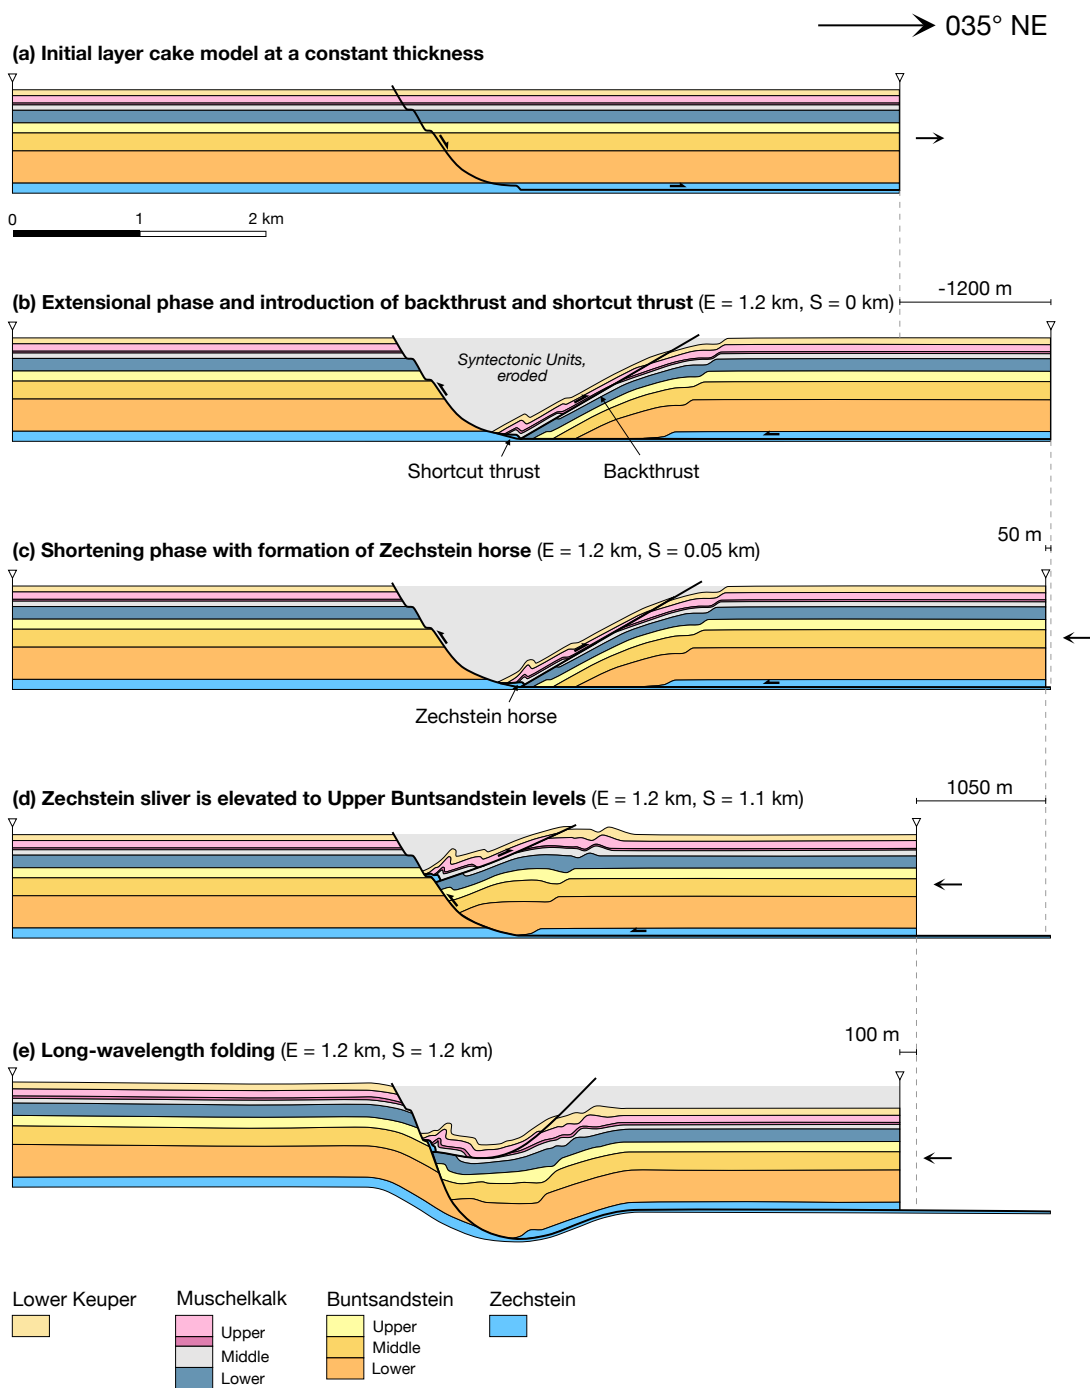 035° NE
(a) Initial layer cake model at a constant thickness
0 1 2 km
(b) Extensional phase and introduction of backthrust and shortcut thrust (E = 1.2 km, S = 0 km)
-1200 m
Syntectonic Units,
eroded
Shortcut thrust
Backthrust
50 m
(c) Shortening phase with formation of Zechstein horse (E = 1.2 km, S = 0.05 km)
Zechstein horse
1050 m
(d) Zechstein sliver is elevated to Upper Buntsandstein levels (E = 1.2 km, S = 1.1 km)
100 m
(e) Long-wavelength folding (E = 1.2 km, S = 1.2 km)
Lower Keuper
Muschelkalk
Upper
Middle
Lower
Buntsandstein
Upper
Middle
Lower
Zechstein